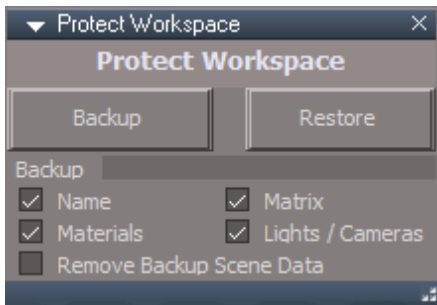 Protect Workspace
Protect Workspace
Backup Restore
Backup
Name Matrix
Materials Lights / Cameras
Remove Backup Scene Data